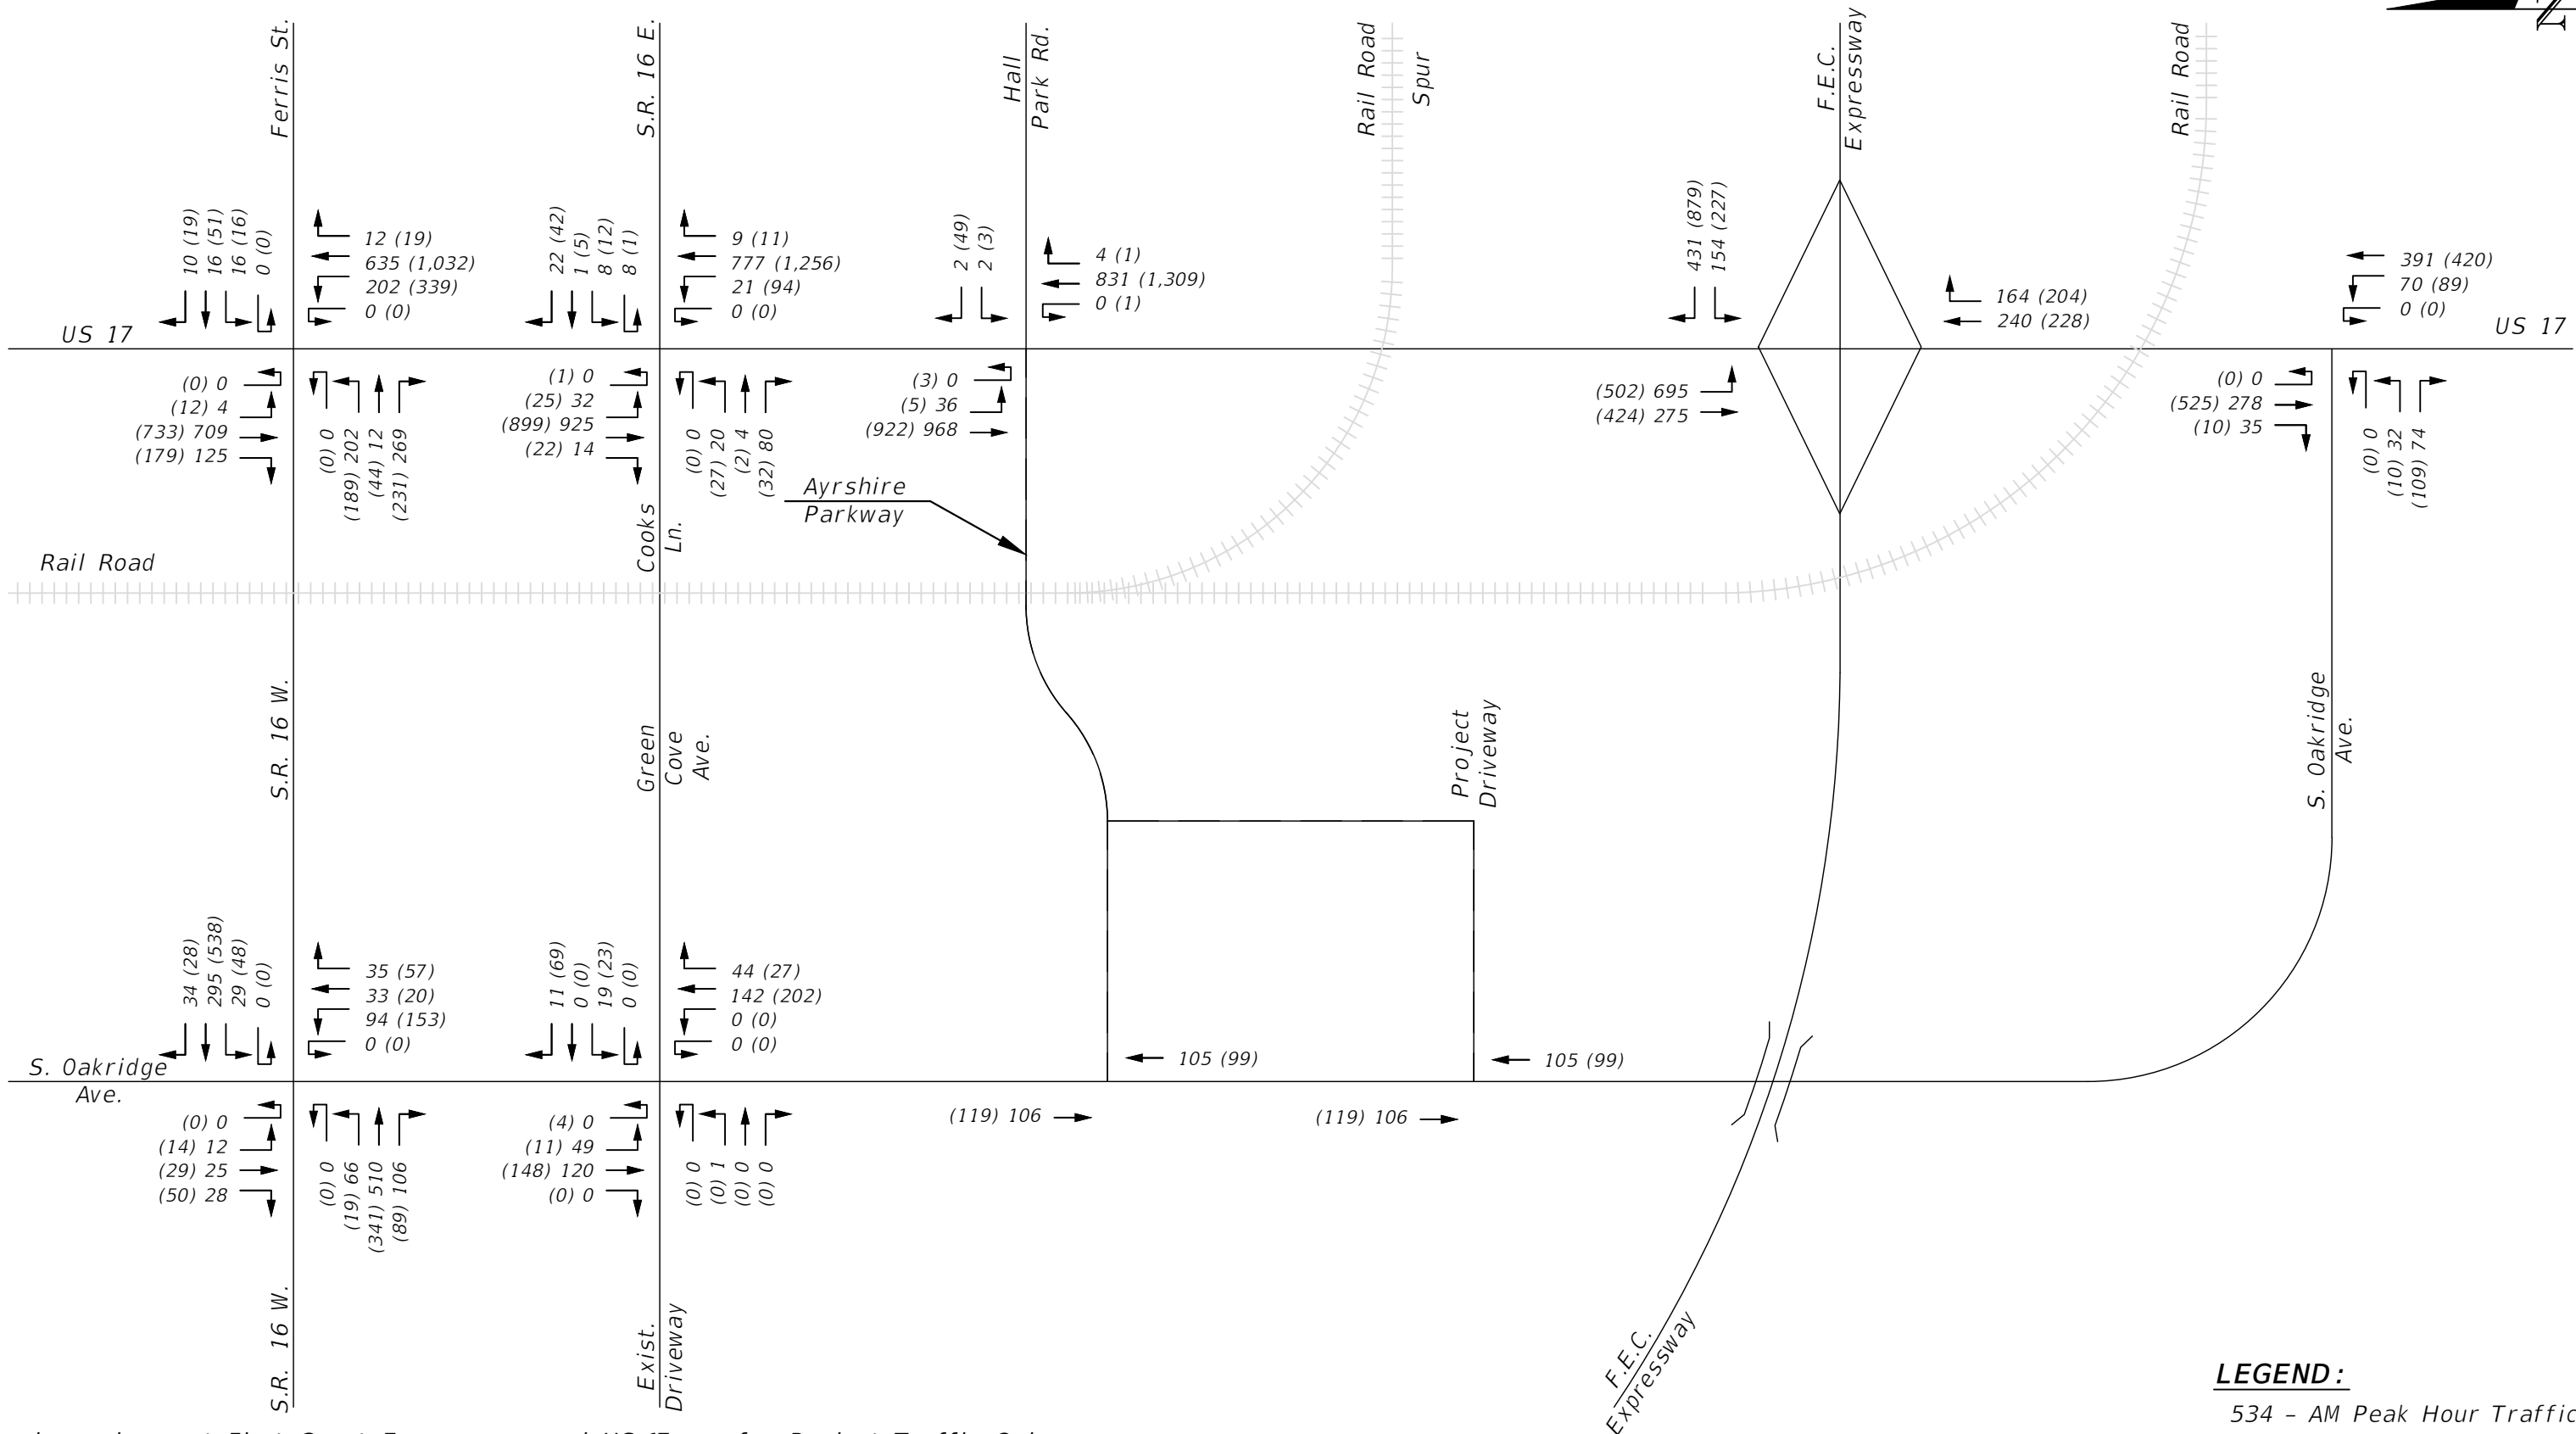 Ferris St.
S.R. 16 E.
Hall
Park Rd.
Rail Road
Spur
F.E.C.
Expressway
Rail Road
N
10 (19)
16 (51)
16 (16)
0 (0)
12 (19)
635 (1,032)
202 (339)
0 (0)
22 (42)
1 (5)
8 (12)
8 (1)
9 (11)
777 (1,256)
21 (94)
0 (0)
2 (49)
2 (3)
4 (1)
831 (1,309)
0 (1)
431 (879)
154 (227)
164 (204)
240 (228)
391 (420)
70 (89)
0 (0)
US 17
US 17
(0) 0
(12) 4
(733) 709
(179) 125
(0) 0
(189) 202
(44) 12
(231) 269
(1) 0
(25) 32
(899) 925
(22) 14
(0) 0
(27) 20
(2) 4
(32) 80
(3) 0
(5) 36
(922) 968
(502) 695
(424) 275
(0) 0
(525) 278
(10) 35
(0) 0
(10) 32
(109) 74
Ayrshire
Parkway
Cooks
Ln.
Rail Road
S.R. 16 W.
Green
Cove
Ave.
Project
Driveway
S. Oakridge
Ave.
34 (28)
295 (538)
29 (48)
0 (0)
35 (57)
33 (20)
94 (153)
0 (0)
11 (69)
0 (0)
19 (23)
0 (0)
44 (27)
142 (202)
0 (0)
0 (0)
105 (99)
105 (99)
S. Oakridge
Ave.
(0) 0
(14) 12
(29) 25
(50) 28
(0) 0
(19) 66
(341) 510
(89) 106
(4) 0
(11) 49
(148) 120
(0) 0
(0) 0
(0) 1
(0) 0
(0) 0
(119) 106
(119) 106
S.R. 16 W.
Exist.
Driveway
F.E.C.
Expressway
LEGEND:
534 – AM Peak Hour Traffic